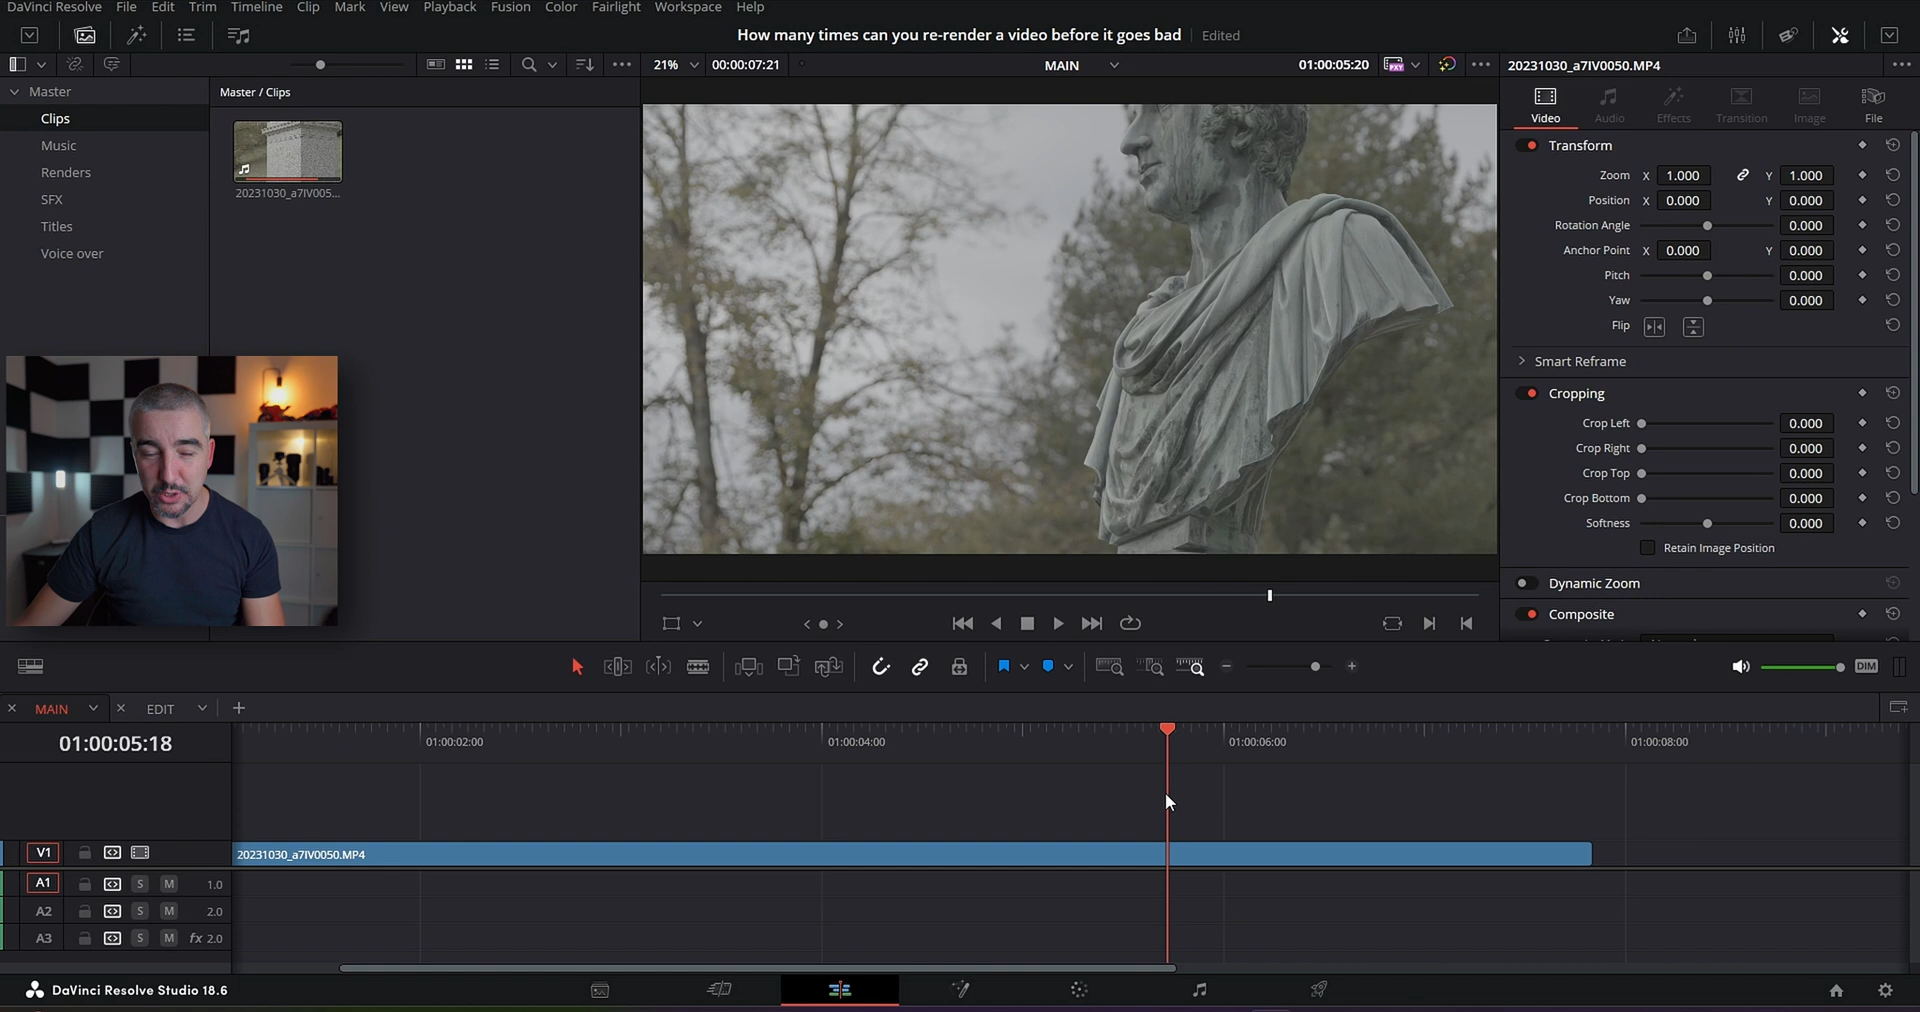 DaVinci Resolve File Edit Trim Timeline Clip Mark View Playback Fusion Color Fairlight Workspace Help
How many times can you re-render a video before it goes bad Edited
21% 00:00:07:21 MAIN 01:00:05:20 PXY 20231030_a7IV0050.MP4
Master
Master / Clips
Clips
Music
Renders
SFX
Titles
Voice over
20231030_a7IV005...
Video Audio Effects Transition Image File
Transform
Zoom X 1.000 Y 1.000
Position X 0.000 Y 0.000
Rotation Angle 0.000
Anchor Point X 0.000 Y 0.000
Pitch 0.000
Yaw 0.000
Flip
Smart Reframe
Cropping
Crop Left 0.000
Crop Right 0.000
Crop Top 0.000
Crop Bottom 0.000
Softness 0.000
Retain Image Position
Dynamic Zoom
Composite
DIM
MAIN EDIT
01:00:05:18
01:00:02:00 01:00:04:00 01:00:06:00 01:00:08:00
V1 20231030_a7IV0050.MP4
A1 S M 1.0
A2 S M 2.0
A3 S M fx 2.0
DaVinci Resolve Studio 18.6